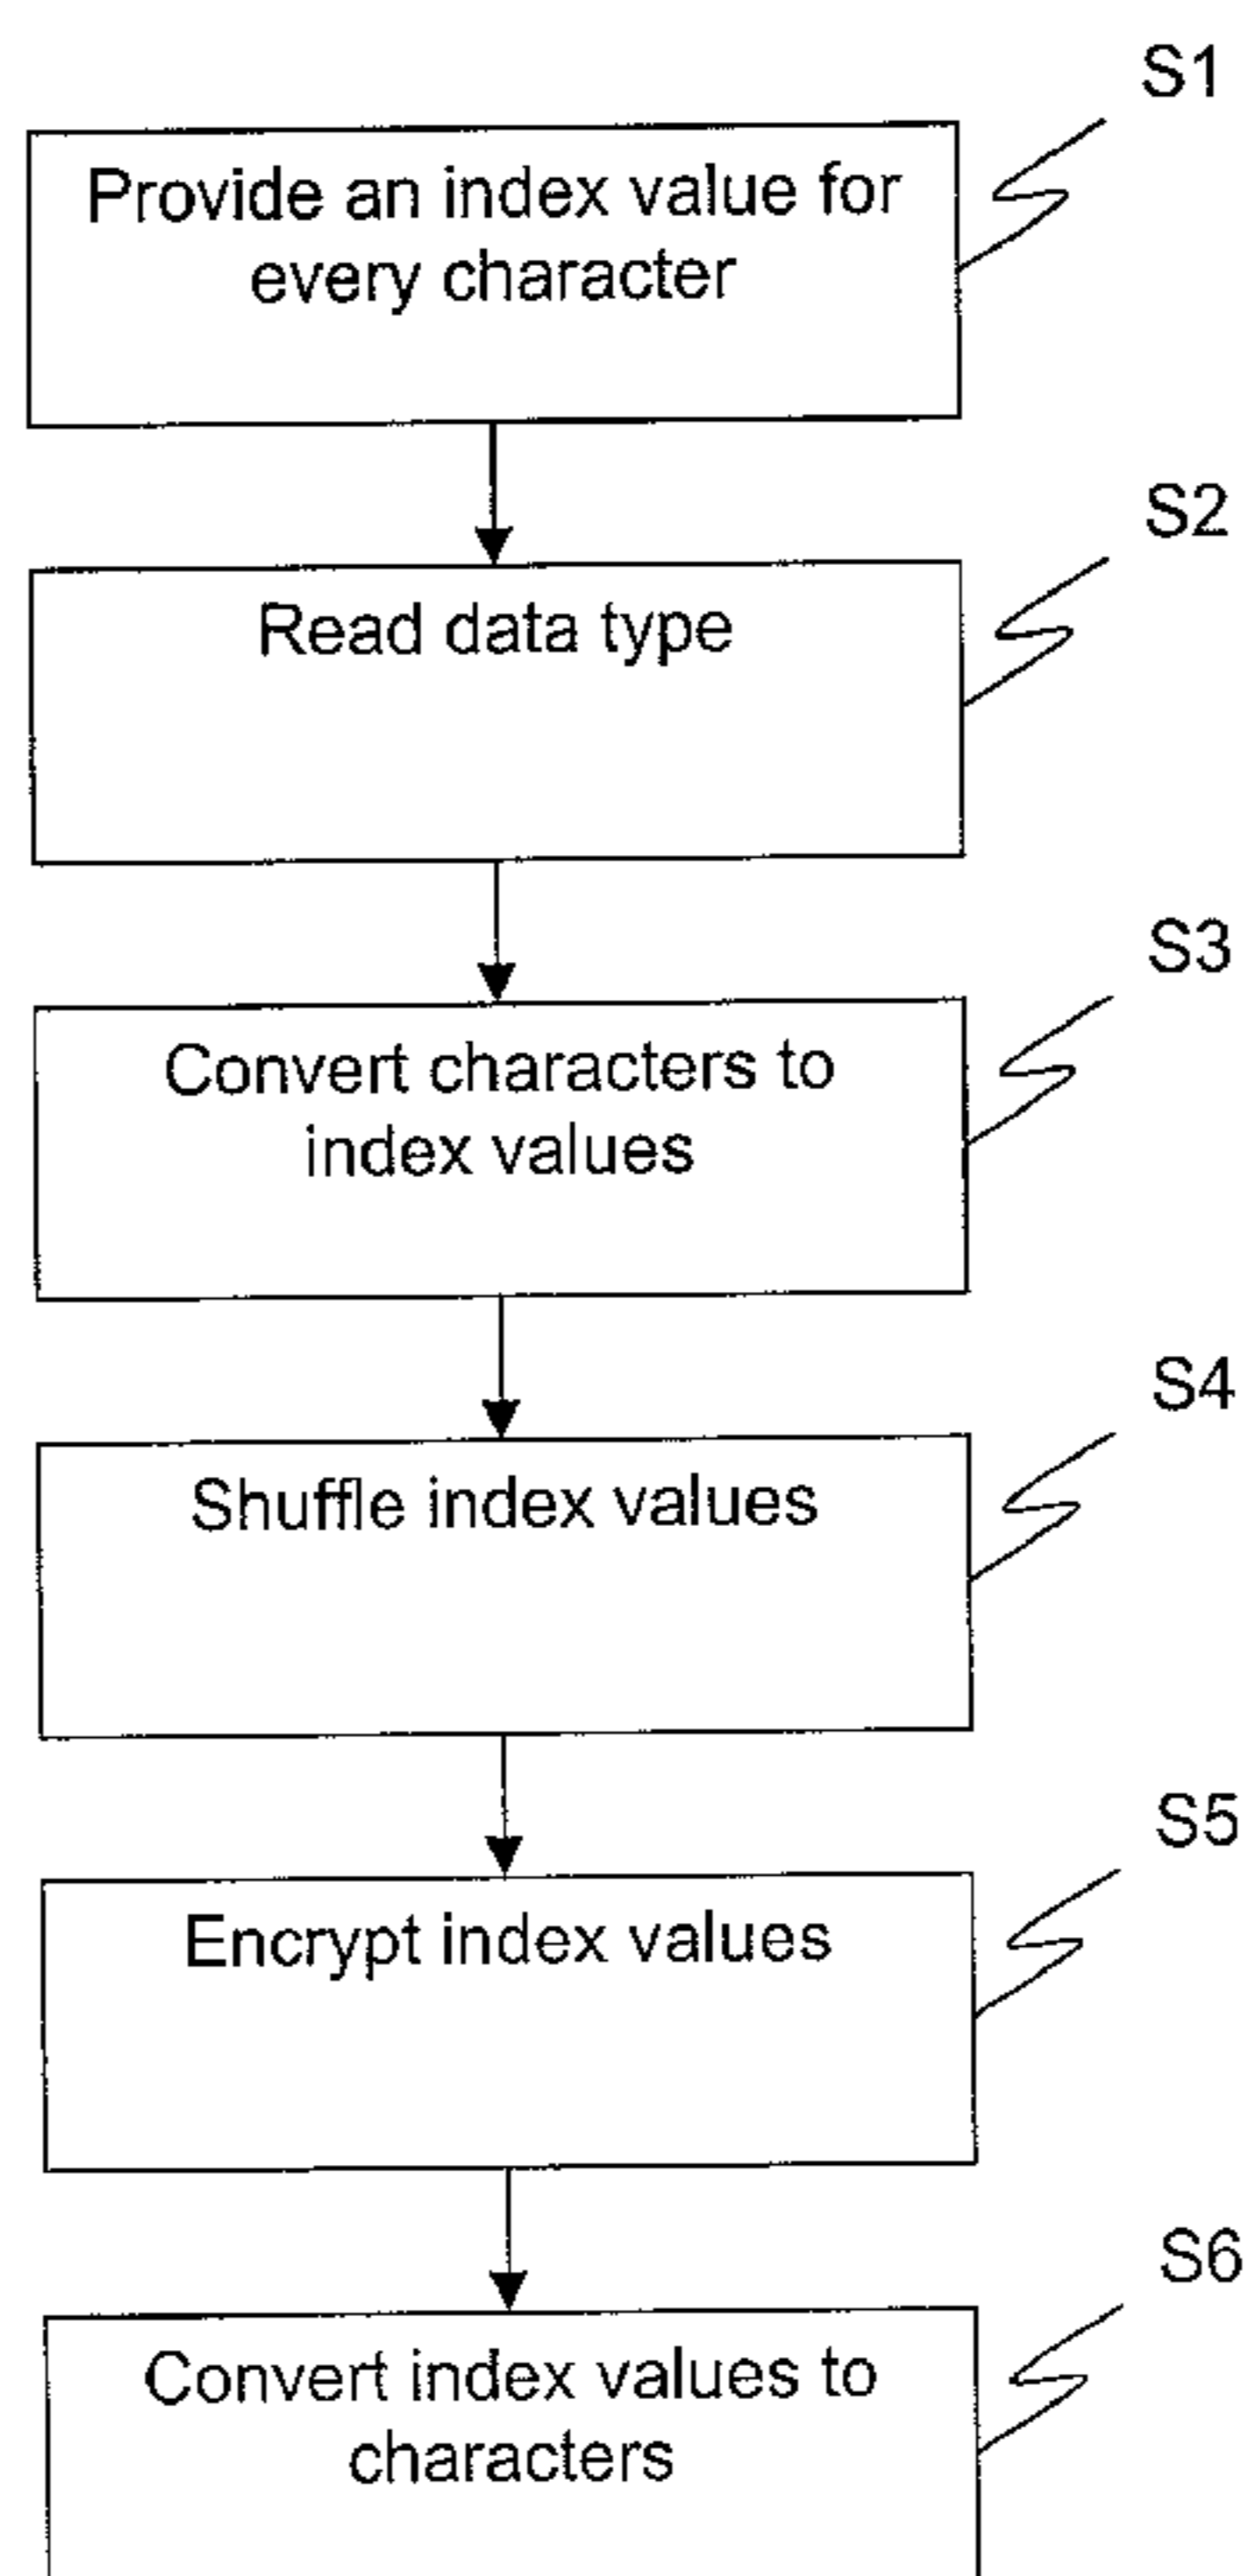 S1
Provide an index value for
every character
S2
Read data type
S3
Convert characters to
index values
S4
Shuffle index values
S5
Encrypt index values
S6
Convert index values to
characters